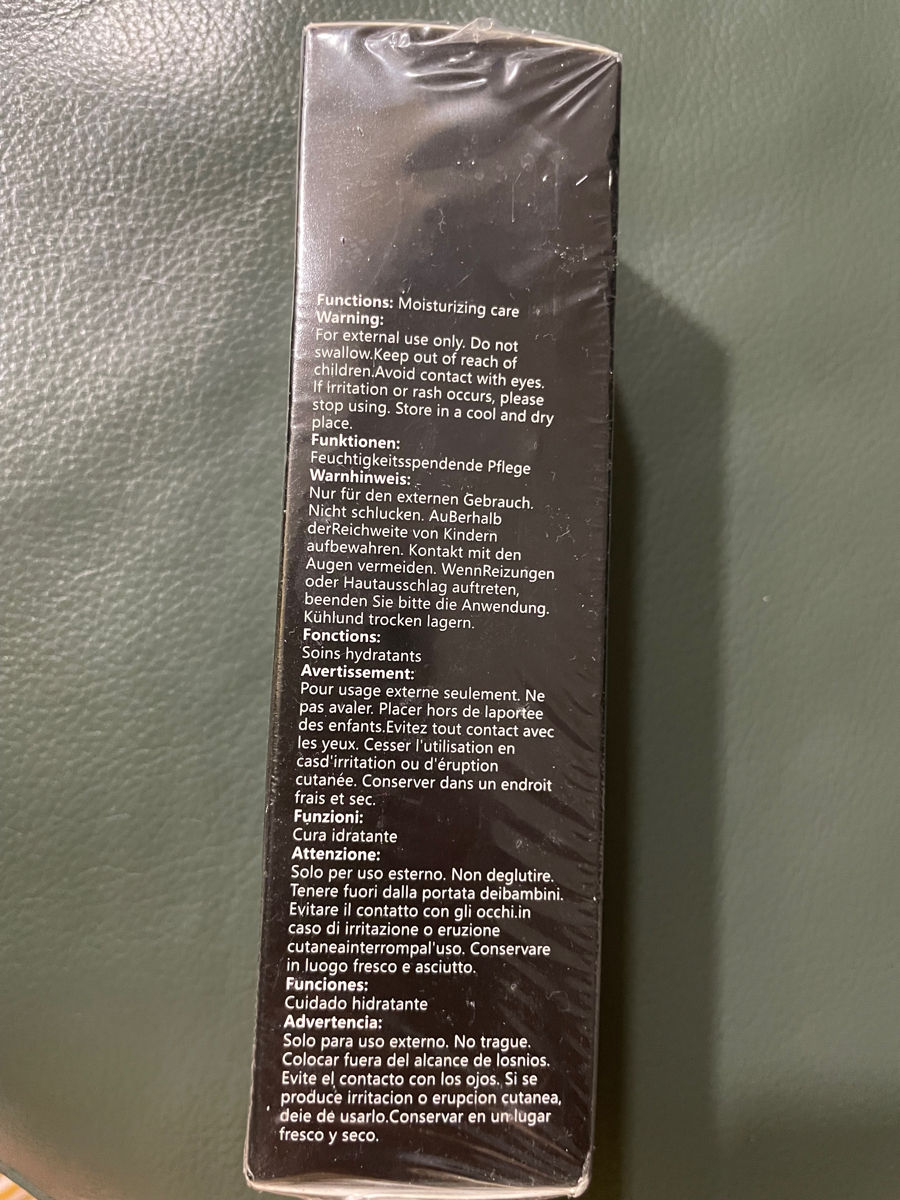 Functions: Moisturizing care
Warning:
For external use only. Do not
swallow.Keep out of reach of
children.Avoid contact with eyes.
If Irritation or rash occurs, please
stop using. Store in a cool and dry
place.
Funktionen:
Feuchtigkeitsspendende Pflege
Warnhinweis:
Nur für den externen Gebrauch.
Nicht schlucken. AuBerhalb
derReichweite von Kindern
aufbewahren. Kontakt mit den
Augen vermeiden. WennReizungen
oder Hautausschlag auftreten,
beenden Sie bitte die Anwendung.
Kühlund trocken lagern.
Fonctions:
Soins hydratants
Avertissement:
Pour usage externe seulement. Ne
pas avaler. Placer hors de laportee
des enfants.Evitez tout contact avec
les yeux. Cesser l'utilisation en
casd'irritation ou d'éruption
cutanée. Conserver dans un endroit
frais et sec.
Funzioni:
Cura idratante
Attenzione:
Solo per uso esterno. Non deglutire.
Tenere fuori dalla portata deibambini.
Evitare il contatto con gli occhi.in
caso di irritazione o eruzione
cutaneainterrompal'uso. Conservare
in luogo fresco e asciutto.
Funciones:
Cuidado hidratante
Advertencia:
Solo para uso externo. No trague.
Colocar fuera del alcance de losnios.
Evite el contacto con los ojos. Si se
produce irritacion o erupcion cutanea,
deie de usarlo.Conservar en un lugar
fresco y seco.